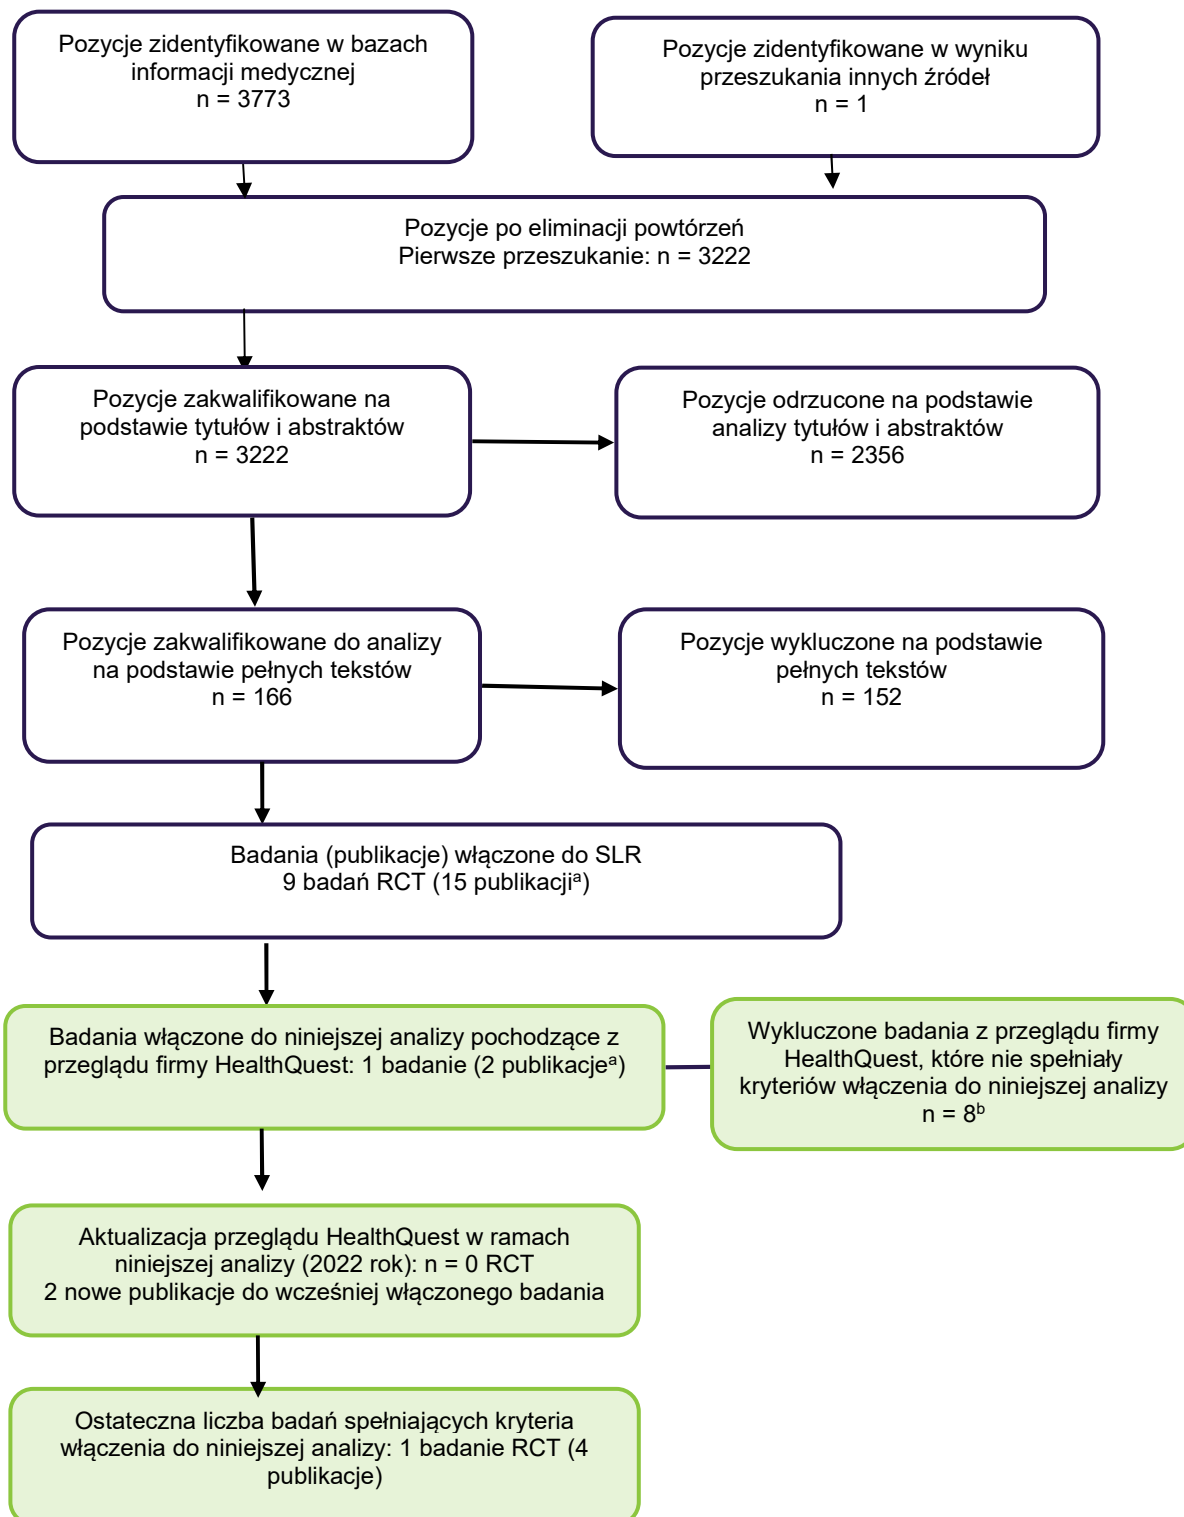 Pozycje zidentyfikowane w bazach
informacji medycznej
n = 3773
Pozycje zidentyfikowane w wyniku
przeszukania innych źródeł
n = 1
Pozycje po eliminacji powtórzeń
Pierwsze przeszukanie: n = 3222
Pozycje zakwalifikowane na
podstawie tytułów i abstraktów
n = 3222
Pozycje odrzucone na podstawie
analizy tytułów i abstraktów
n = 2356
Pozycje zakwalifikowane do analizy
na podstawie pełnych tekstów
n = 166
Pozycje wykluczone na podstawie
pełnych tekstów
n = 152
Badania (publikacje) włączone do SLR
9 badań RCT (15 publikacjiᵃ)
Badania włączone do niniejszej analizy pochodzące z
przeglądu firmy HealthQuest: 1 badanie (2 publikacjeᵃ)
Wykluczone badania z przeglądu firmy
HealthQuest, które nie spełniały
kryteriów włączenia do niniejszej analizy
n = 8ᵇ
Aktualizacja przeglądu HealthQuest w ramach
niniejszej analizy (2022 rok): n = 0 RCT
2 nowe publikacje do wcześniej włączonego badania
Ostateczna liczba badań spełniających kryteria
włączenia do niniejszej analizy: 1 badanie RCT (4
publikacje)